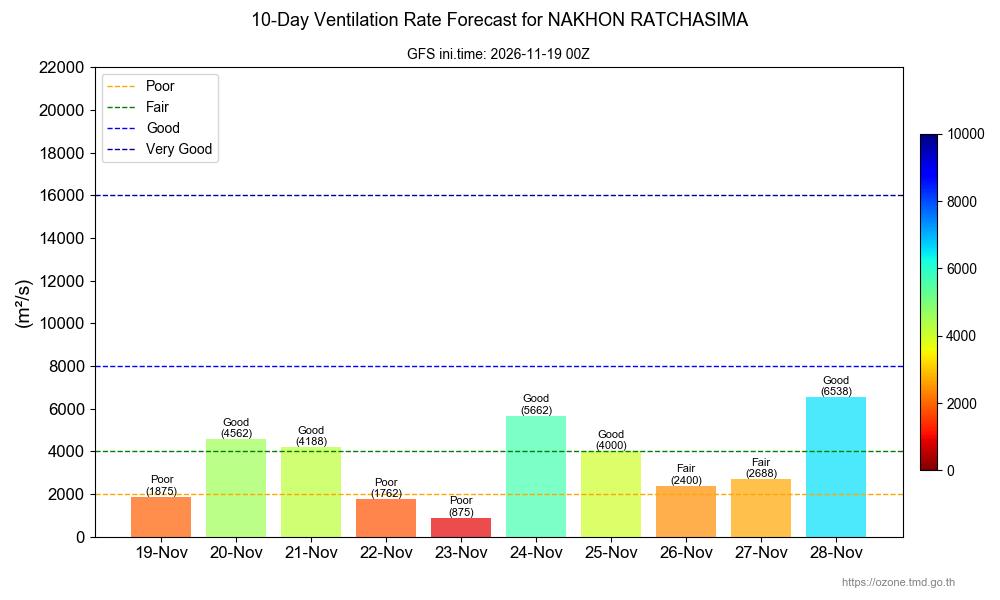 10-Day Ventilation Rate Forecast for NAKHON RATCHASIMA
GFS ini.time: 2026-11-19 00Z
(m²/s)
22000
20000
18000
16000
14000
12000
10000
8000
6000
4000
2000
0
Poor
Fair
Good
Very Good
Poor
(1875)
Good
(4562)
Good
(4188)
Poor
(1762)
Poor
(875)
Good
(5662)
Good
(4000)
Fair
(2400)
Fair
(2688)
Good
(6538)
19-Nov
20-Nov
21-Nov
22-Nov
23-Nov
24-Nov
25-Nov
26-Nov
27-Nov
28-Nov
10000
8000
6000
4000
2000
0
https://ozone.tmd.go.th